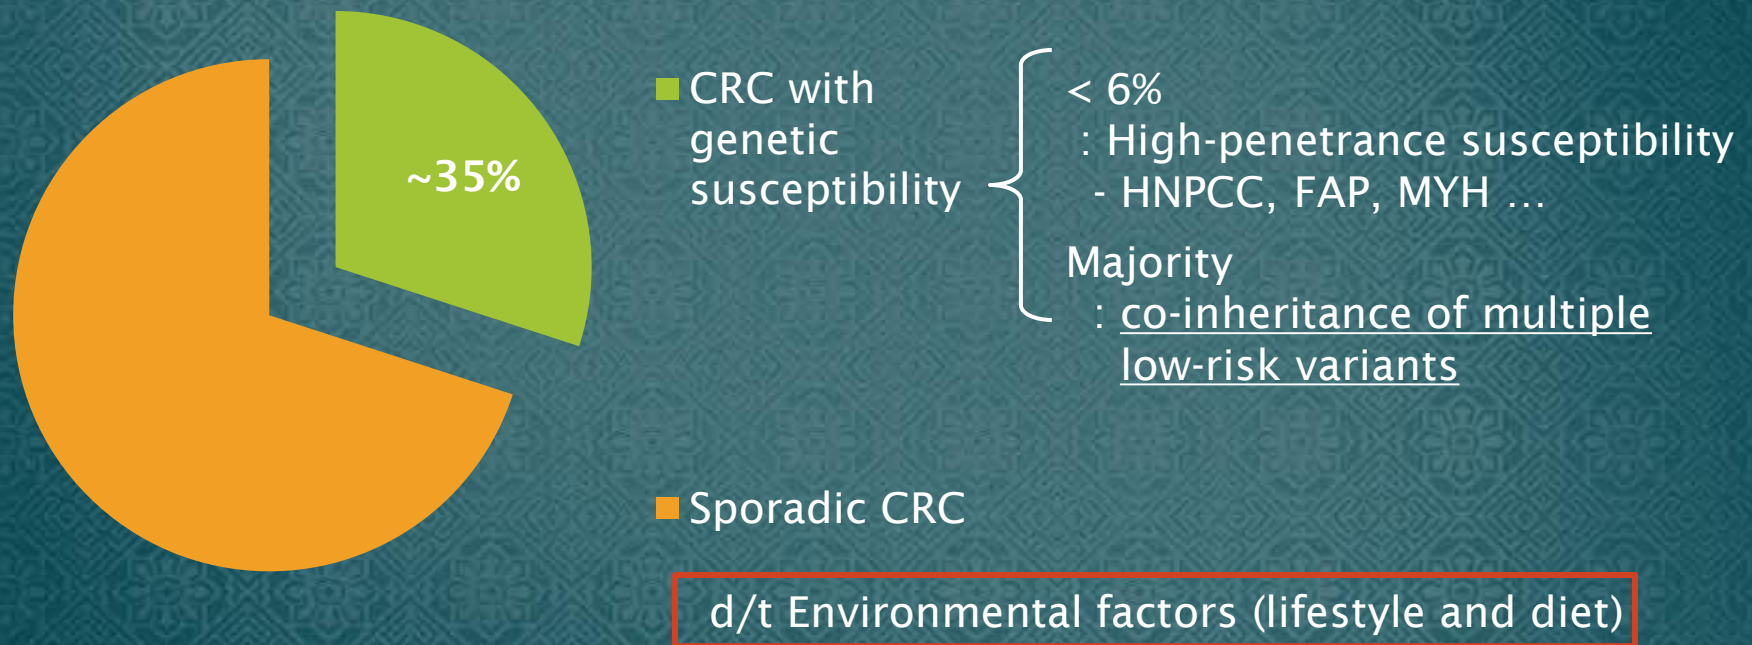 ~35%
CRC with
genetic
susceptibility
< 6%
: High-penetrance susceptibility
- HNPCC, FAP, MYH …
Majority
: co-inheritance of multiple
low-risk variants
Sporadic CRC
d/t Environmental factors (lifestyle and diet)